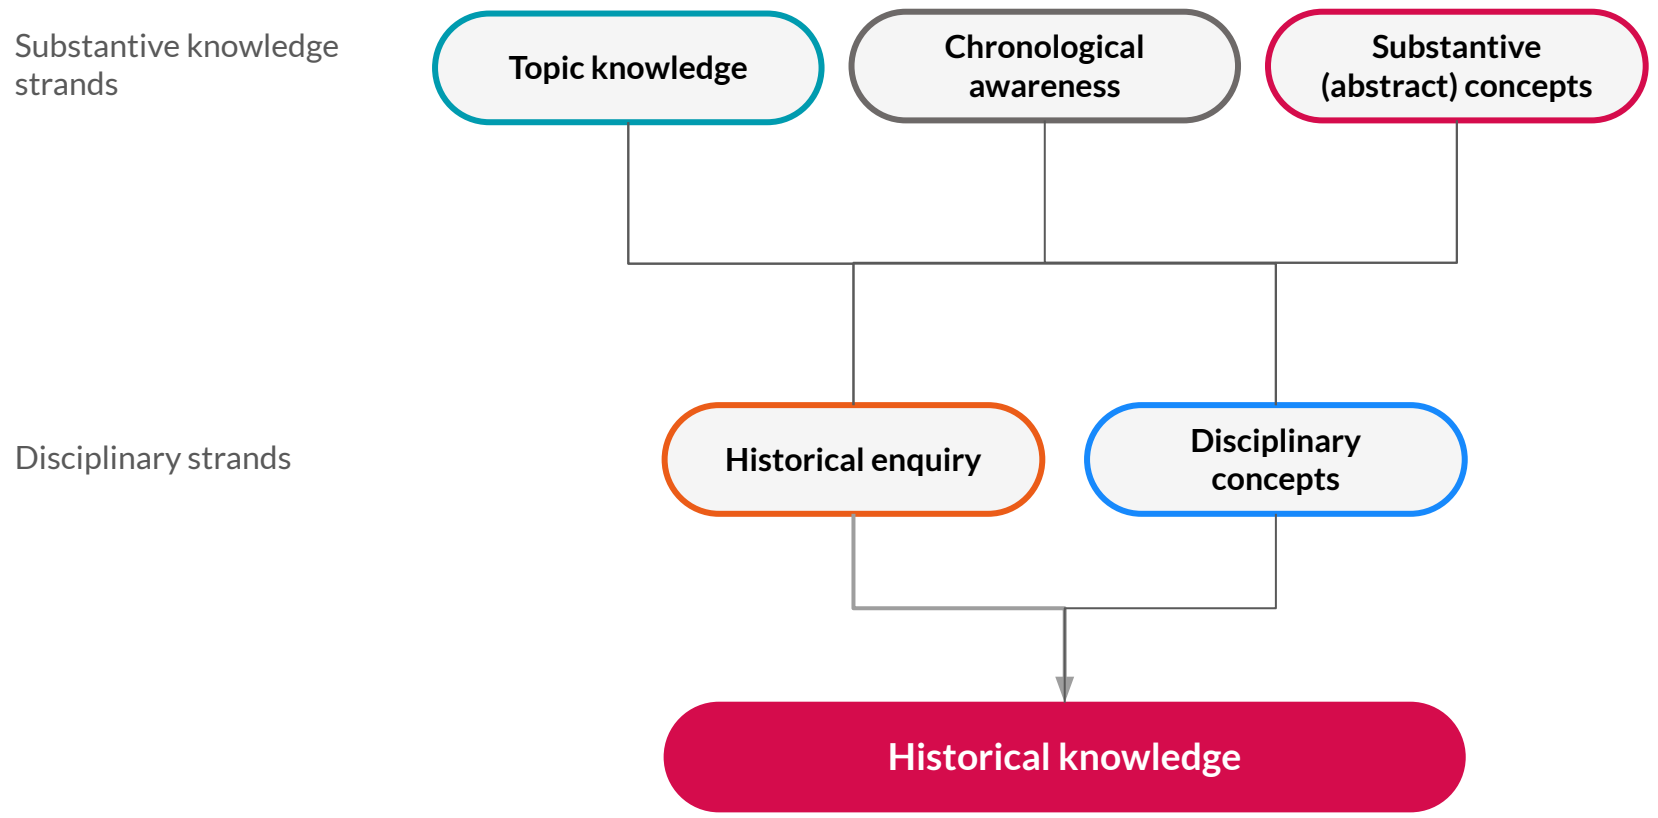 Substantive knowledge
strands
Topic knowledge
Chronological
awareness
Substantive
(abstract) concepts
Disciplinary strands
Historical enquiry
Disciplinary
concepts
Historical knowledge